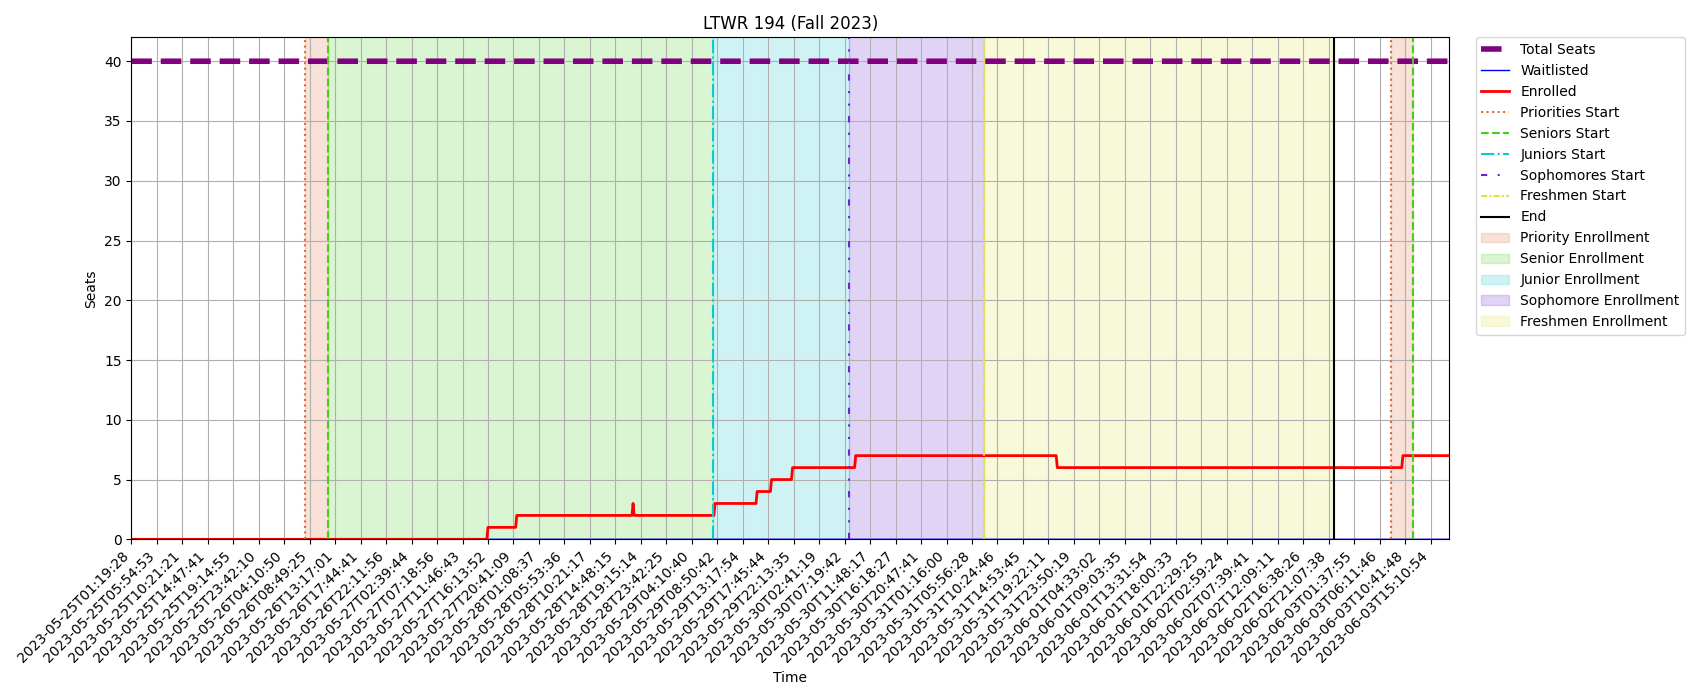 LTWR 194 (Fall 2023)
Seats
40
35
30
25
20
15
10
5
0
2023-05-25T01:19:28
2023-05-25T05:54:53
2023-05-25T10:21:21
2023-05-25T14:47:41
2023-05-25T19:14:55
2023-05-25T23:42:10
2023-05-26T04:10:50
2023-05-26T08:49:25
2023-05-26T13:17:01
2023-05-26T17:44:41
2023-05-26T22:11:56
2023-05-27T02:39:44
2023-05-27T07:18:56
2023-05-27T11:46:43
2023-05-27T16:13:52
2023-05-27T20:41:09
2023-05-28T01:08:37
2023-05-28T05:53:36
2023-05-28T10:21:17
2023-05-28T14:48:15
2023-05-28T19:15:14
2023-05-28T23:42:25
2023-05-29T04:10:40
2023-05-29T08:50:42
2023-05-29T13:17:54
2023-05-29T17:45:44
2023-05-29T22:13:35
2023-05-30T02:41:19
2023-05-30T07:19:42
2023-05-30T11:48:17
2023-05-30T16:18:27
2023-05-30T20:47:41
2023-05-31T01:16:00
2023-05-31T05:56:28
2023-05-31T10:24:46
2023-05-31T14:53:45
2023-05-31T19:22:11
2023-05-31T23:50:19
2023-06-01T04:33:02
2023-06-01T09:03:35
2023-06-01T13:31:54
2023-06-01T18:00:33
2023-06-01T22:29:25
2023-06-02T02:59:24
2023-06-02T07:39:41
2023-06-02T12:09:11
2023-06-02T16:38:26
2023-06-02T21:07:38
2023-06-03T01:37:55
2023-06-03T06:11:46
2023-06-03T10:41:48
2023-06-03T15:10:54
Time
Total Seats
Waitlisted
Enrolled
Priorities Start
Seniors Start
Juniors Start
Sophomores Start
Freshmen Start
End
Priority Enrollment
Senior Enrollment
Junior Enrollment
Sophomore Enrollment
Freshmen Enrollment